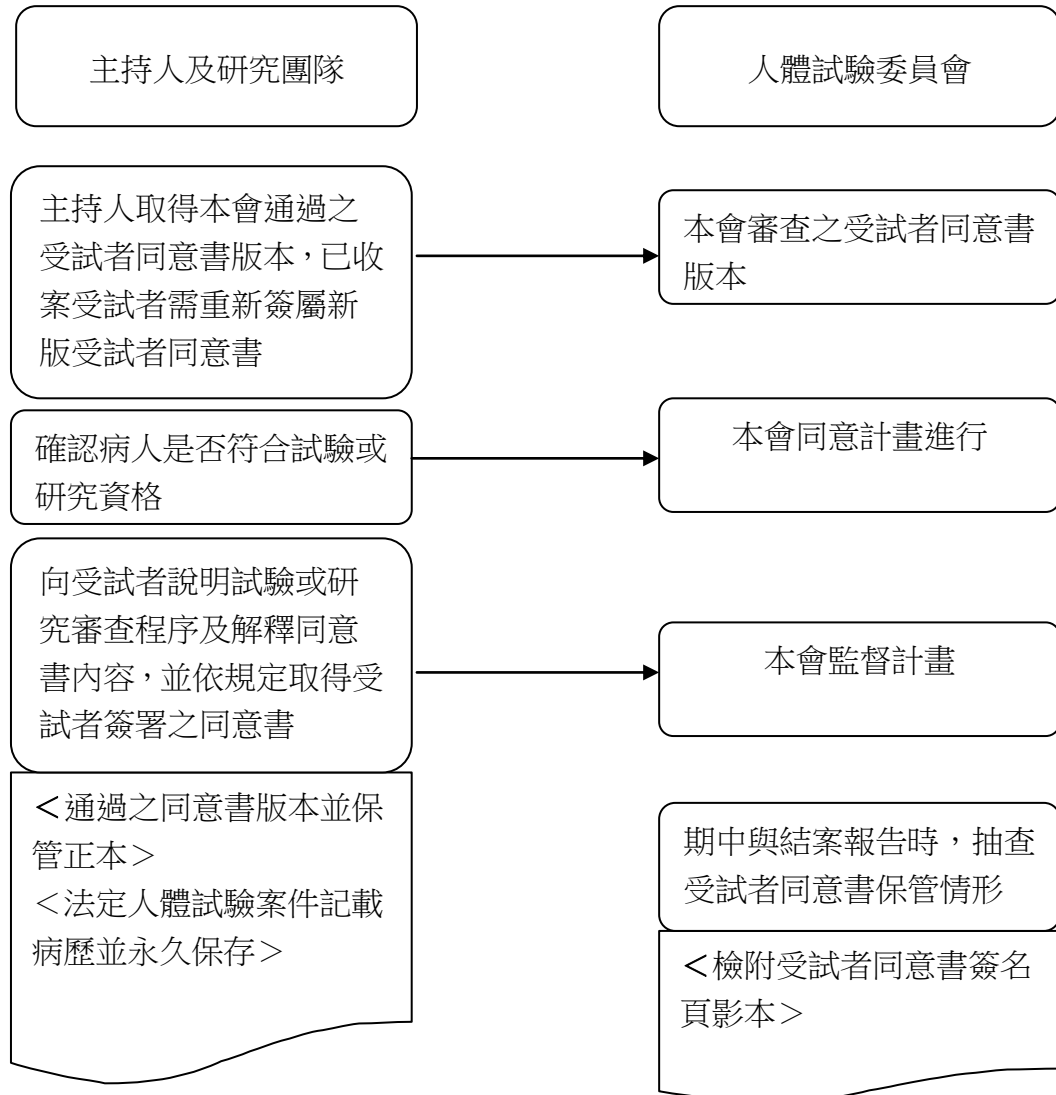 主持人及研究團隊
人體試驗委員會
主持人取得本會通過之
受試者同意書版本，已收
案受試者需重新簽屬新
版受試者同意書
本會審查之受試者同意書
版本
確認病人是否符合試驗或
研究資格
本會同意計畫進行
向受試者說明試驗或研
究審查程序及解釋同意
書內容，並依規定取得受
試者簽署之同意書
本會監督計畫
＜通過之同意書版本並保
管正本＞
＜法定人體試驗案件記載
病歷並永久保存＞
期中與結案報告時，抽查
受試者同意書保管情形
＜檢附受試者同意書簽名
頁影本＞